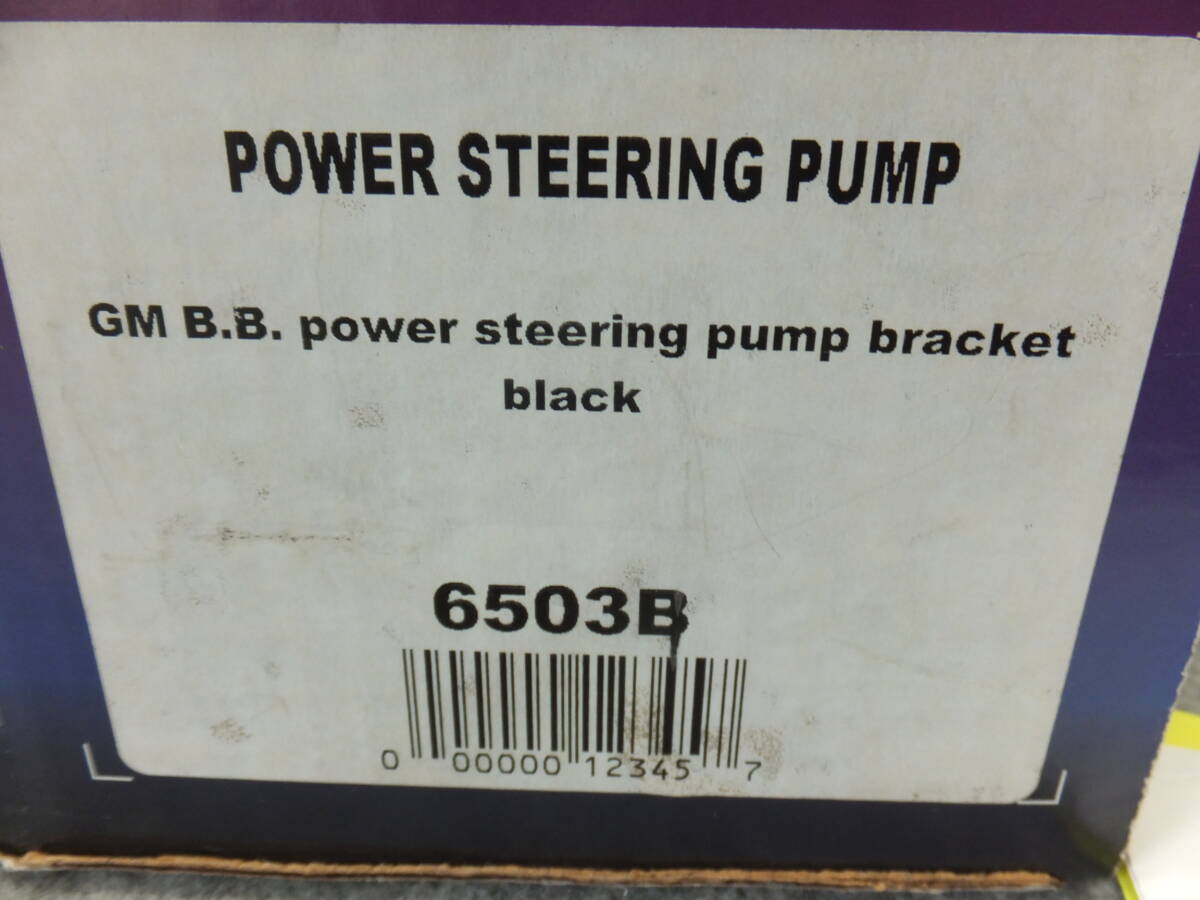 POWER STEERING PUMP
GM B.B. power steering pump bracket
black
6503B
0 00000 12345 7